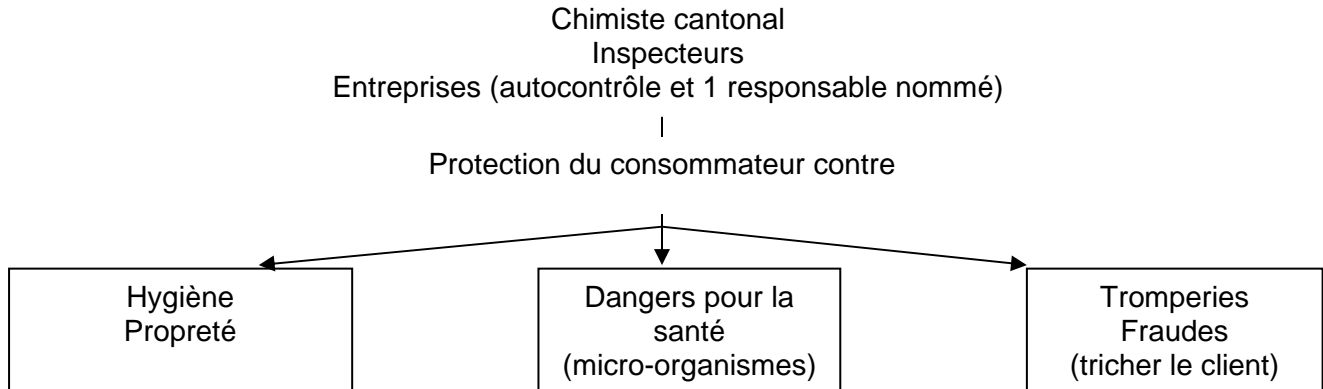 Chimiste cantonal
Inspecteurs
Entreprises (autocontrôle et 1 responsable nommé)
Protection du consommateur contre
Hygiène
Propreté
Dangers pour la
santé
(micro-organismes)
Tromperies
Fraudes
(tricher le client)